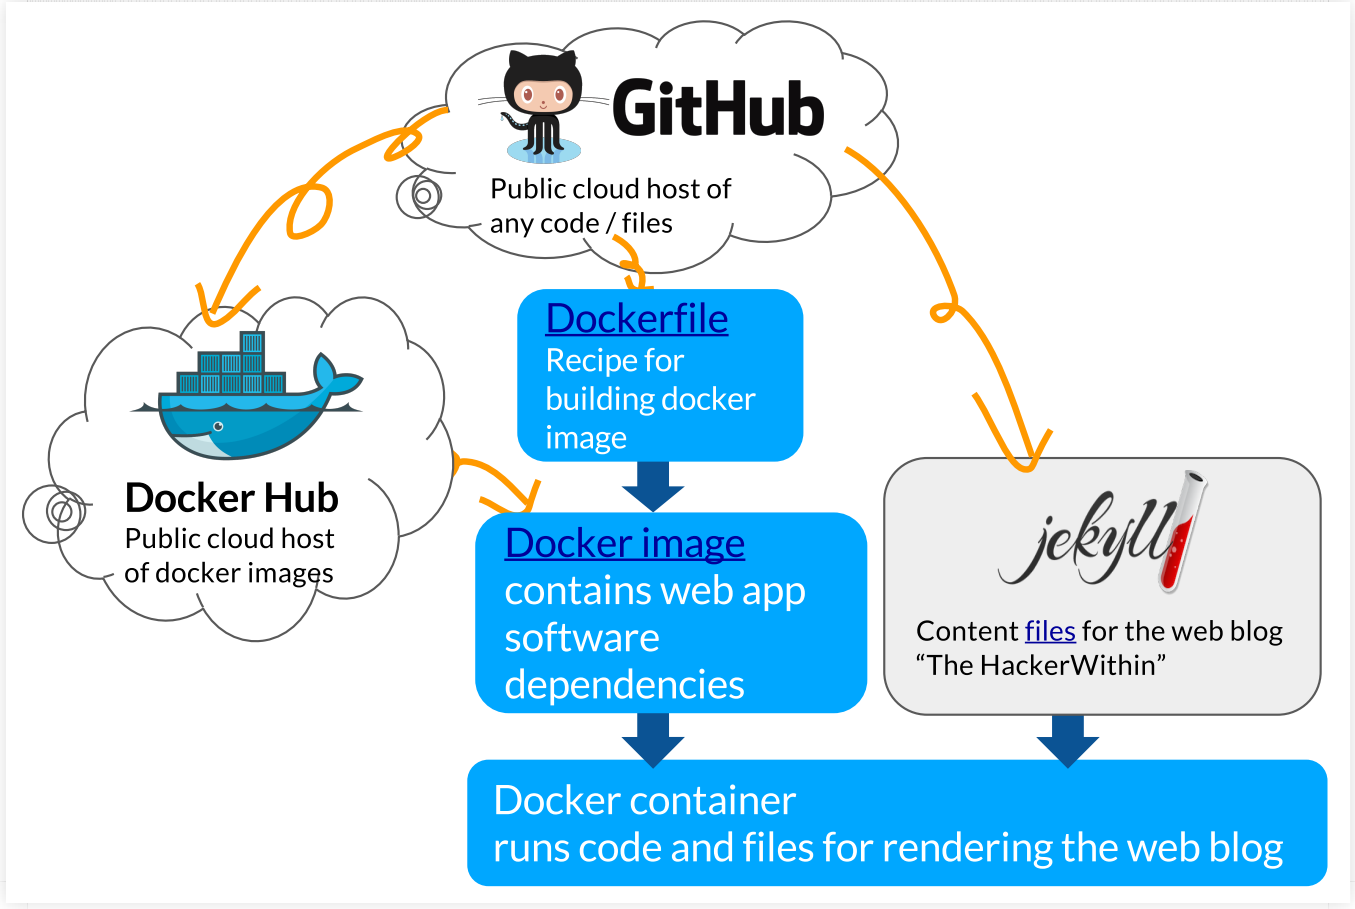 GitHub
Public cloud host of
any code / files
Dockerfile
Recipe for
building docker
image
Docker Hub
Public cloud host
of docker images
Docker image
contains web app
software
dependencies
jekyll
Content files for the web blog
“The HackerWithin”
Docker container
runs code and files for rendering the web blog